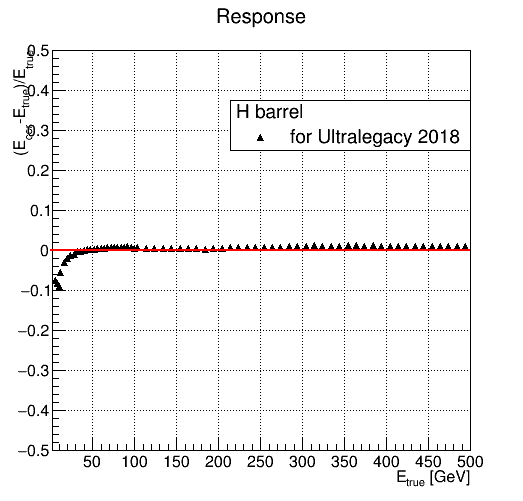 Response
(E_cor-E_true)/E_true
0.5
0.4
0.3
0.2
0.1
0
−0.1
−0.2
−0.3
−0.4
−0.5
H barrel
for Ultralegacy 2018
50 100 150 200 250 300 350 400 450 500
E_true [GeV]